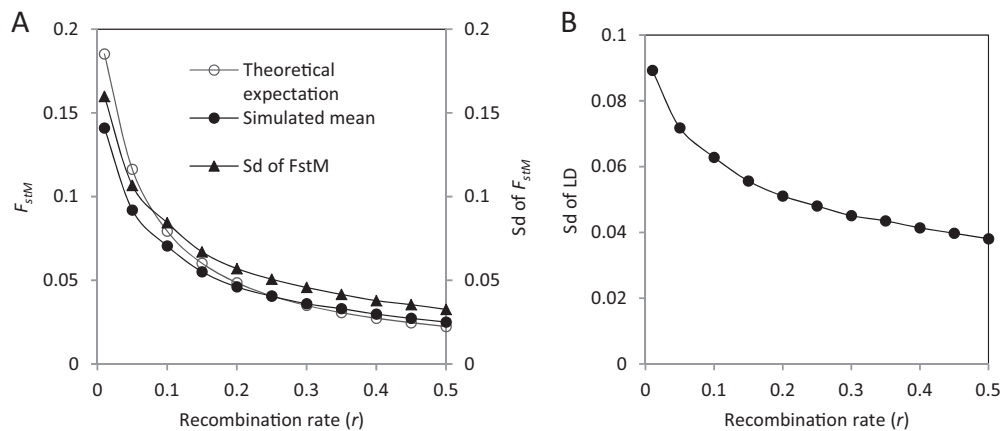 A
0.2
0.15
0.1
0.05
0
F_stM
Theoretical
expectation
Simulated mean
Sd of FstM
0.2
0.15
0.1
0.05
0
Sd of F_stM
0 0.1 0.2 0.3 0.4 0.5
Recombination rate (r)
B
0.1
0.08
0.06
0.04
0.02
0
Sd of LD
0 0.1 0.2 0.3 0.4 0.5
Recombination rate (r)